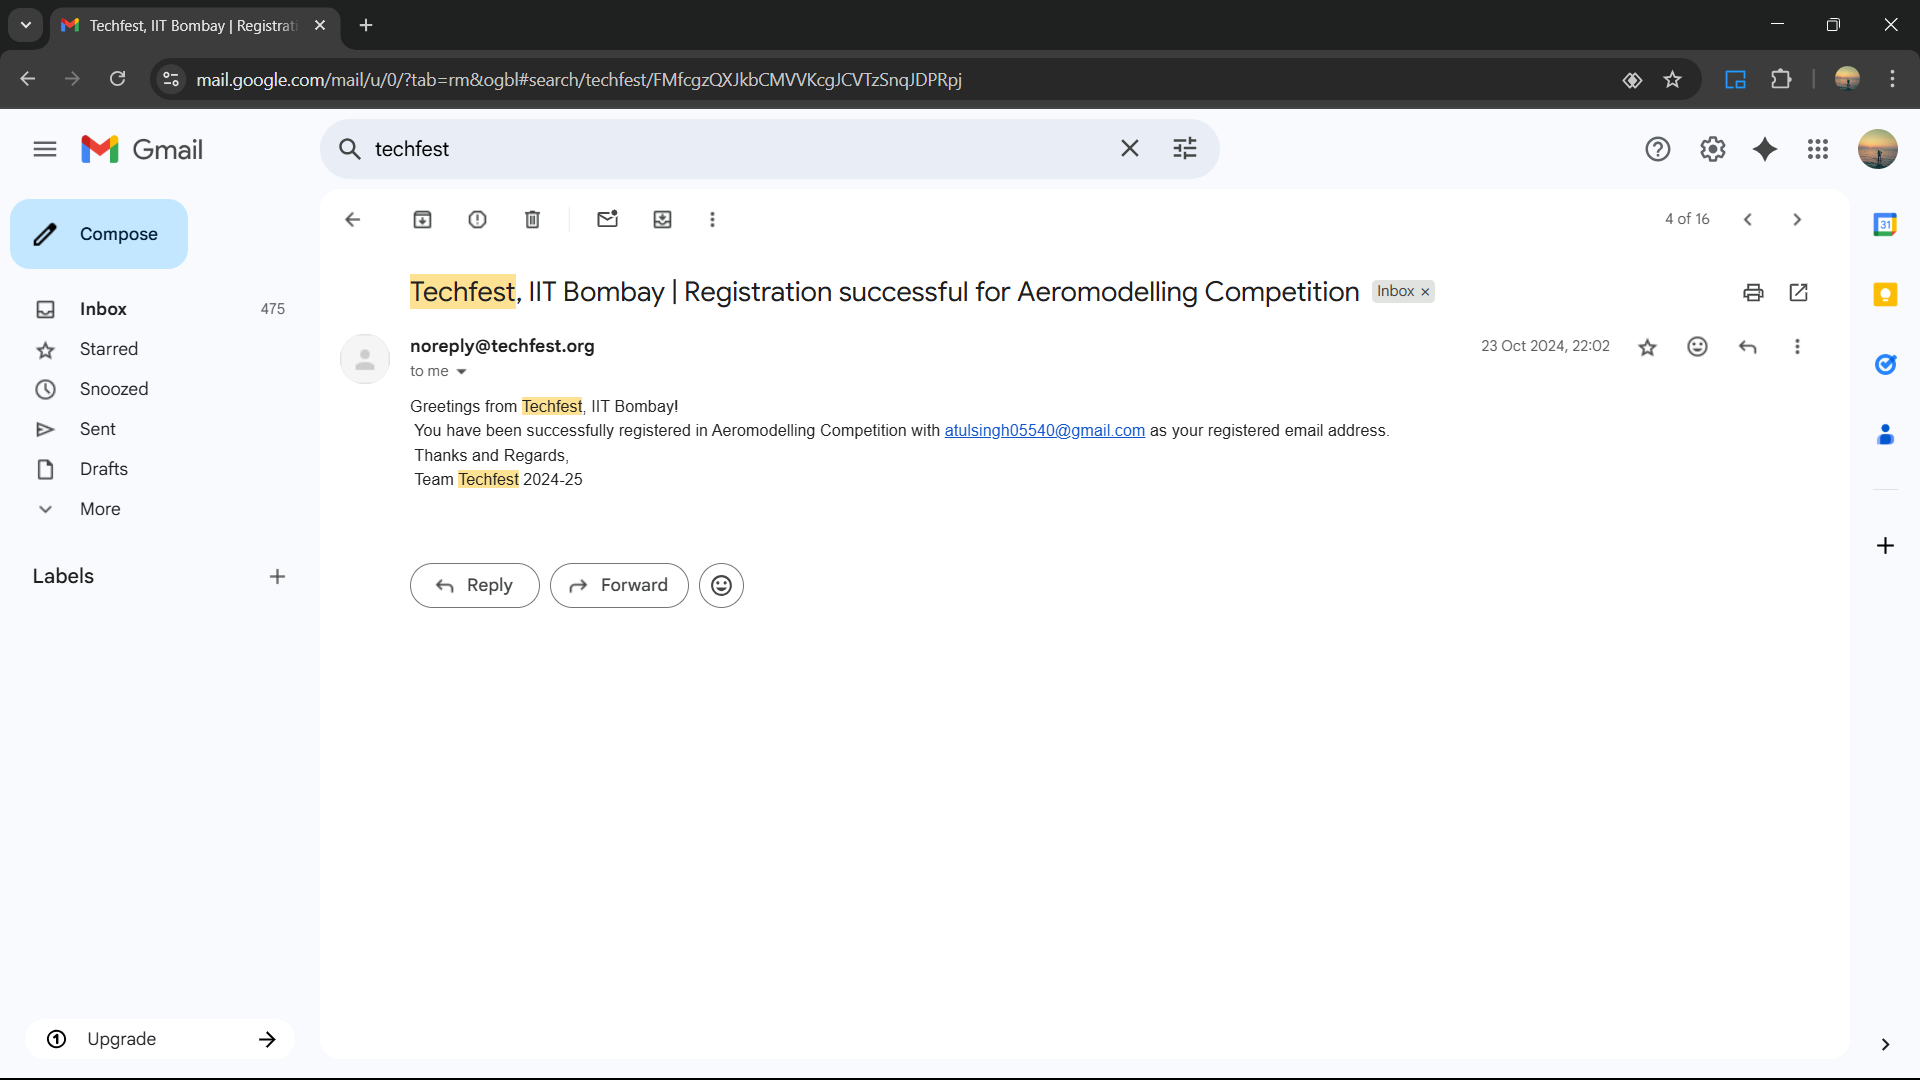 Techfest, IIT Bombay | Registrati
mail.google.com/mail/u/0/?tab=rm&ogbl#search/techfest/FMfcgzQXJkbCMVVKcgJCVTzSnqJDPRpj
Gmail
techfest
Compose
4 of 16
Inbox 475
Starred
Snoozed
Sent
Drafts
More
Labels
Upgrade
Techfest, IIT Bombay | Registration successful for Aeromodelling Competition Inbox ×
noreply@techfest.org
23 Oct 2024, 22:02
to me
Greetings from Techfest, IIT Bombay!
You have been successfully registered in Aeromodelling Competition with atulsingh05540@gmail.com as your registered email address.
Thanks and Regards,
Team Techfest 2024-25
Reply
Forward
31